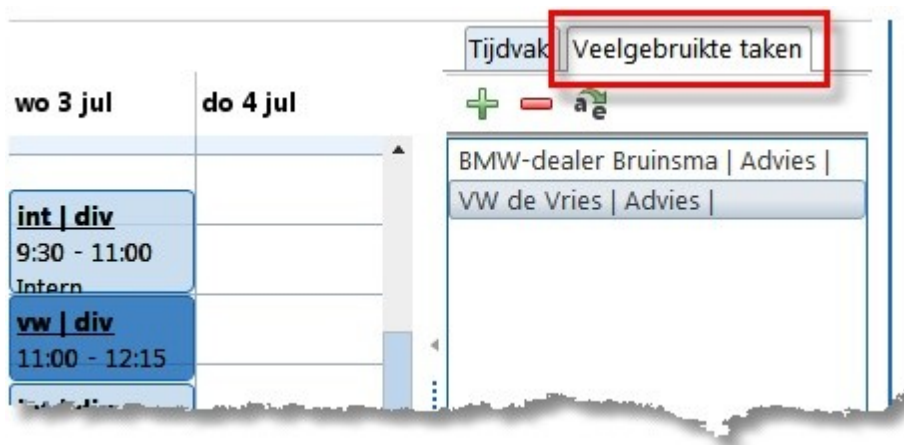 Tijdvak Veelgebruikte taken
wo 3 jul do 4 jul
BMW-dealer Bruinsma | Advies |
VW de Vries | Advies |
int | div
9:30 - 11:00
Intern
vw | div
11:00 - 12:15